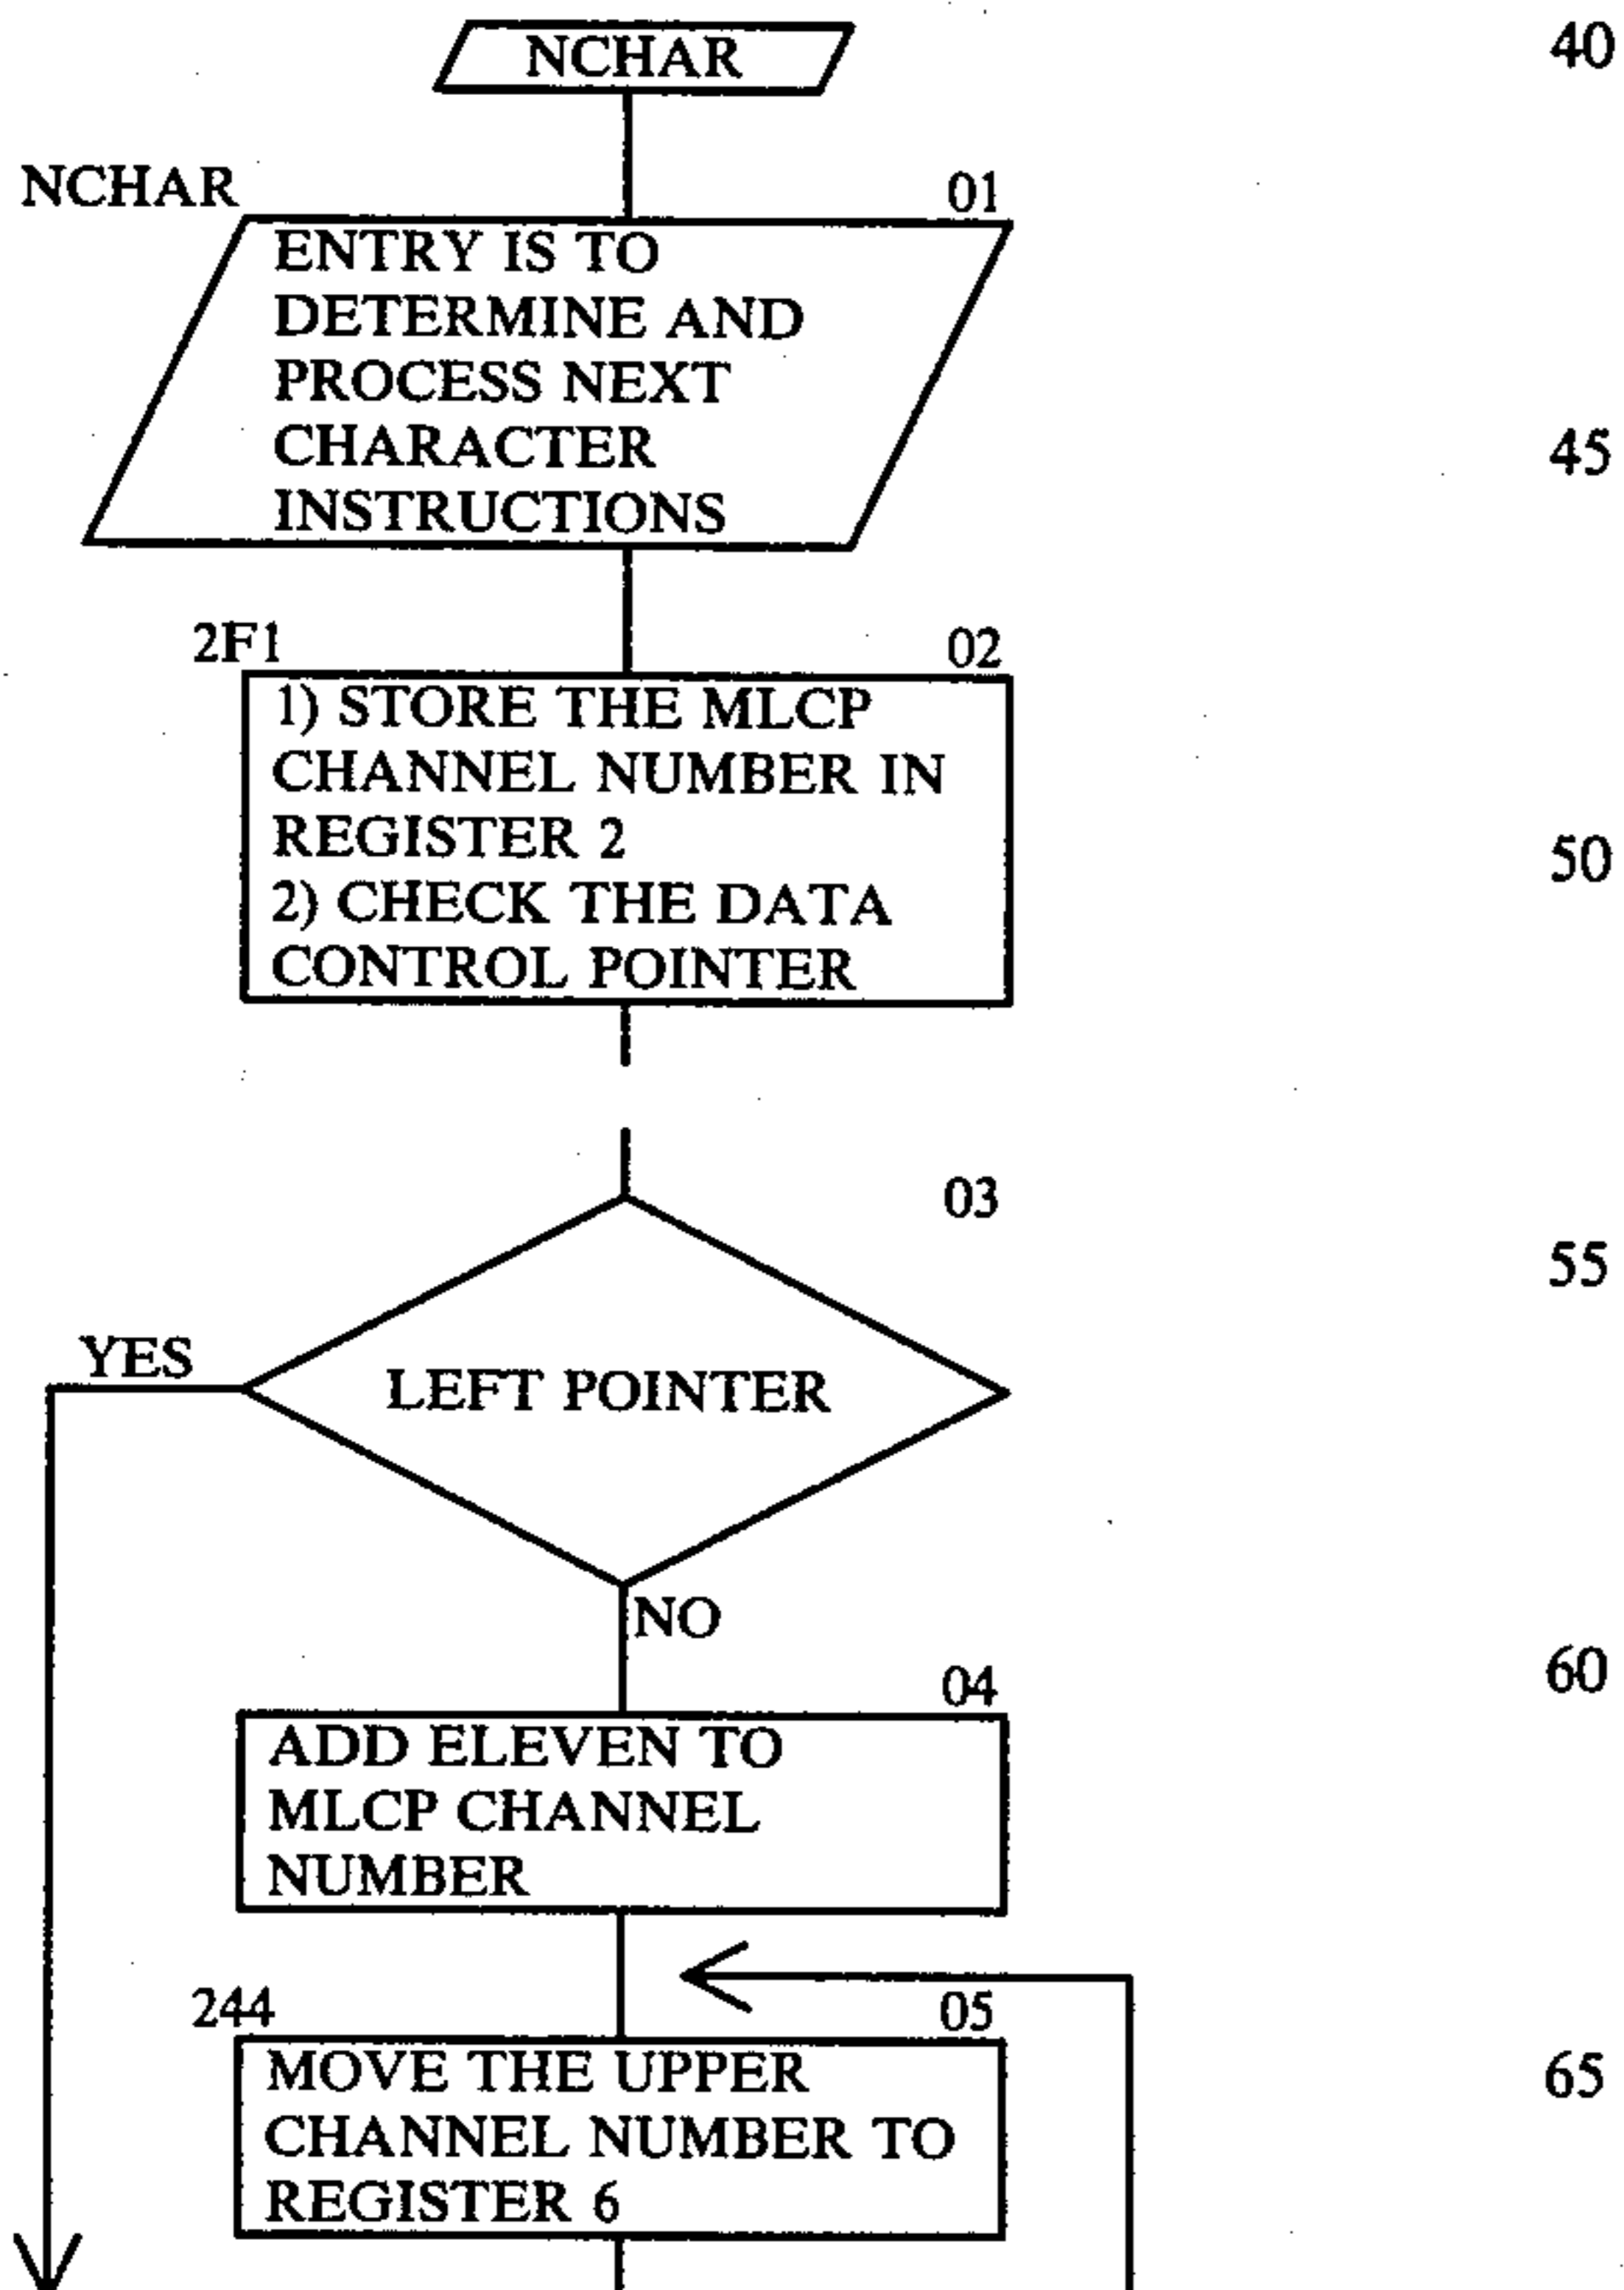 NCHAR
40
NCHAR
01
ENTRY IS TO
DETERMINE AND
PROCESS NEXT
CHARACTER
INSTRUCTIONS
45
2F1
02
1) STORE THE MLCP
CHANNEL NUMBER IN
REGISTER 2
2) CHECK THE DATA
CONTROL POINTER
50
03
55
YES
LEFT POINTER
NO
60
04
ADD ELEVEN TO
MLCP CHANNEL
NUMBER
244
05
MOVE THE UPPER
CHANNEL NUMBER TO
REGISTER 6
65